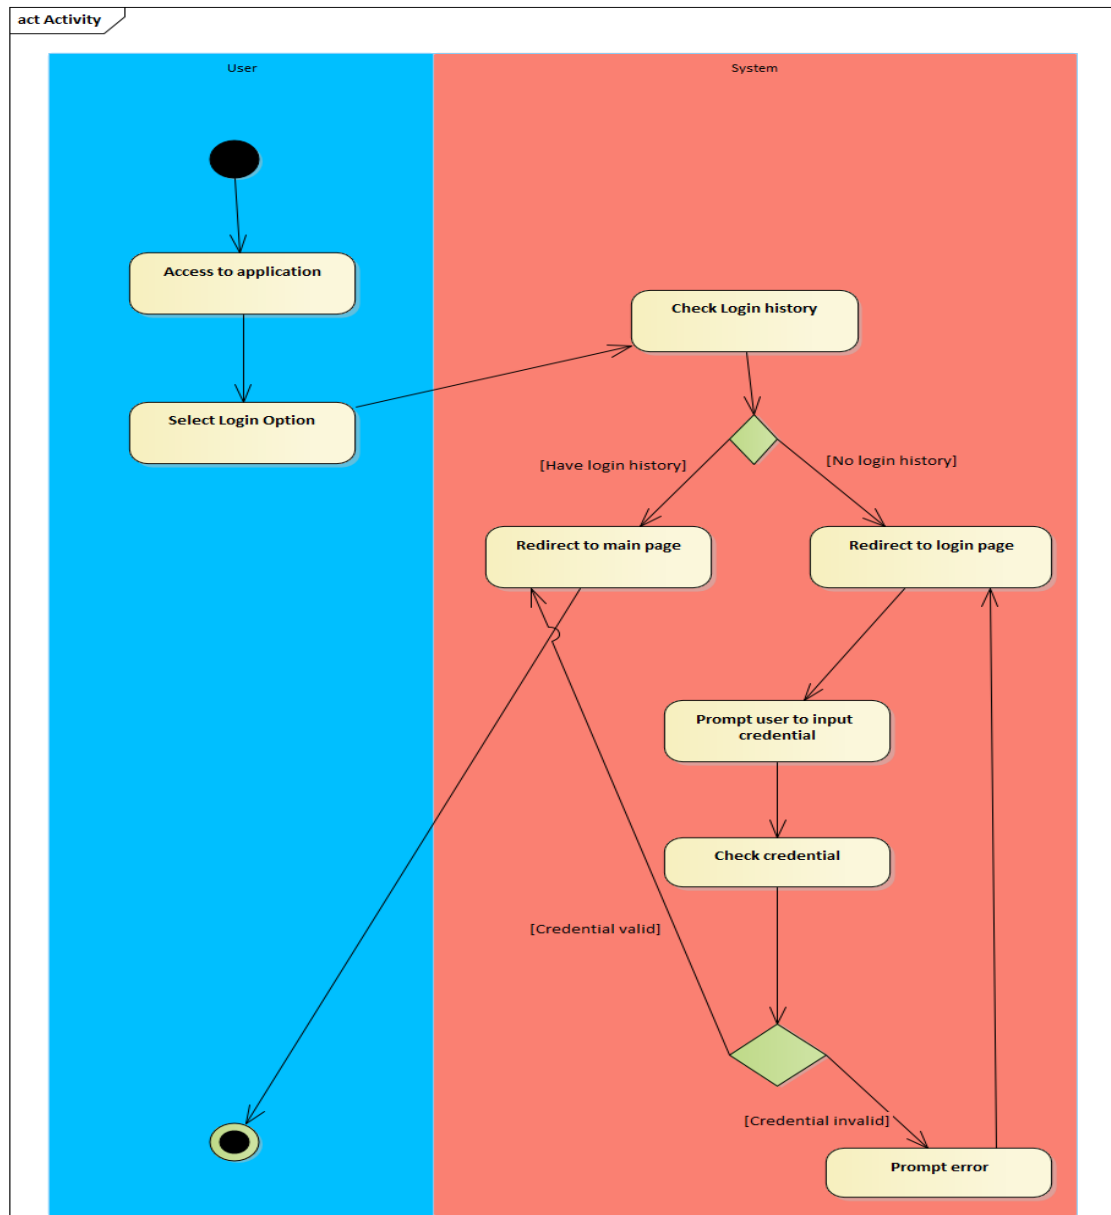 act Activity
User
System
Access to application
Check Login history
Select Login Option
[Have login history]
[No login history]
Redirect to main page
Redirect to login page
Prompt user to input
credential
Check credential
[Credential valid]
[Credential invalid]
Prompt error